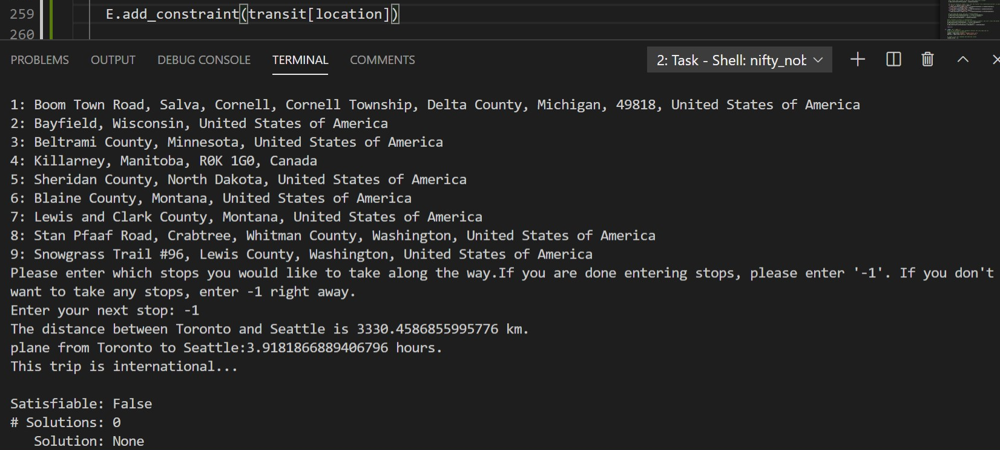 259 E.add_constraint(transit[location])
260
PROBLEMS OUTPUT DEBUG CONSOLE TERMINAL COMMENTS 2: Task - Shell: nifty_nob
1: Boom Town Road, Salva, Cornell, Cornell Township, Delta County, Michigan, 49818, United States of America
2: Bayfield, Wisconsin, United States of America
3: Beltrami County, Minnesota, United States of America
4: Killarney, Manitoba, R0K 1G0, Canada
5: Sheridan County, North Dakota, United States of America
6: Blaine County, Montana, United States of America
7: Lewis and Clark County, Montana, United States of America
8: Stan Pfaaf Road, Crabtree, Whitman County, Washington, United States of America
9: Snowgrass Trail #96, Lewis County, Washington, United States of America
Please enter which stops you would like to take along the way.If you are done entering stops, please enter '-1'. If you don't
want to take any stops, enter -1 right away.
Enter your next stop: -1
The distance between Toronto and Seattle is 3330.4586855995776 km.
plane from Toronto to Seattle:3.9181866889406796 hours.
This trip is international...
Satisfiable: False
# Solutions: 0
Solution: None